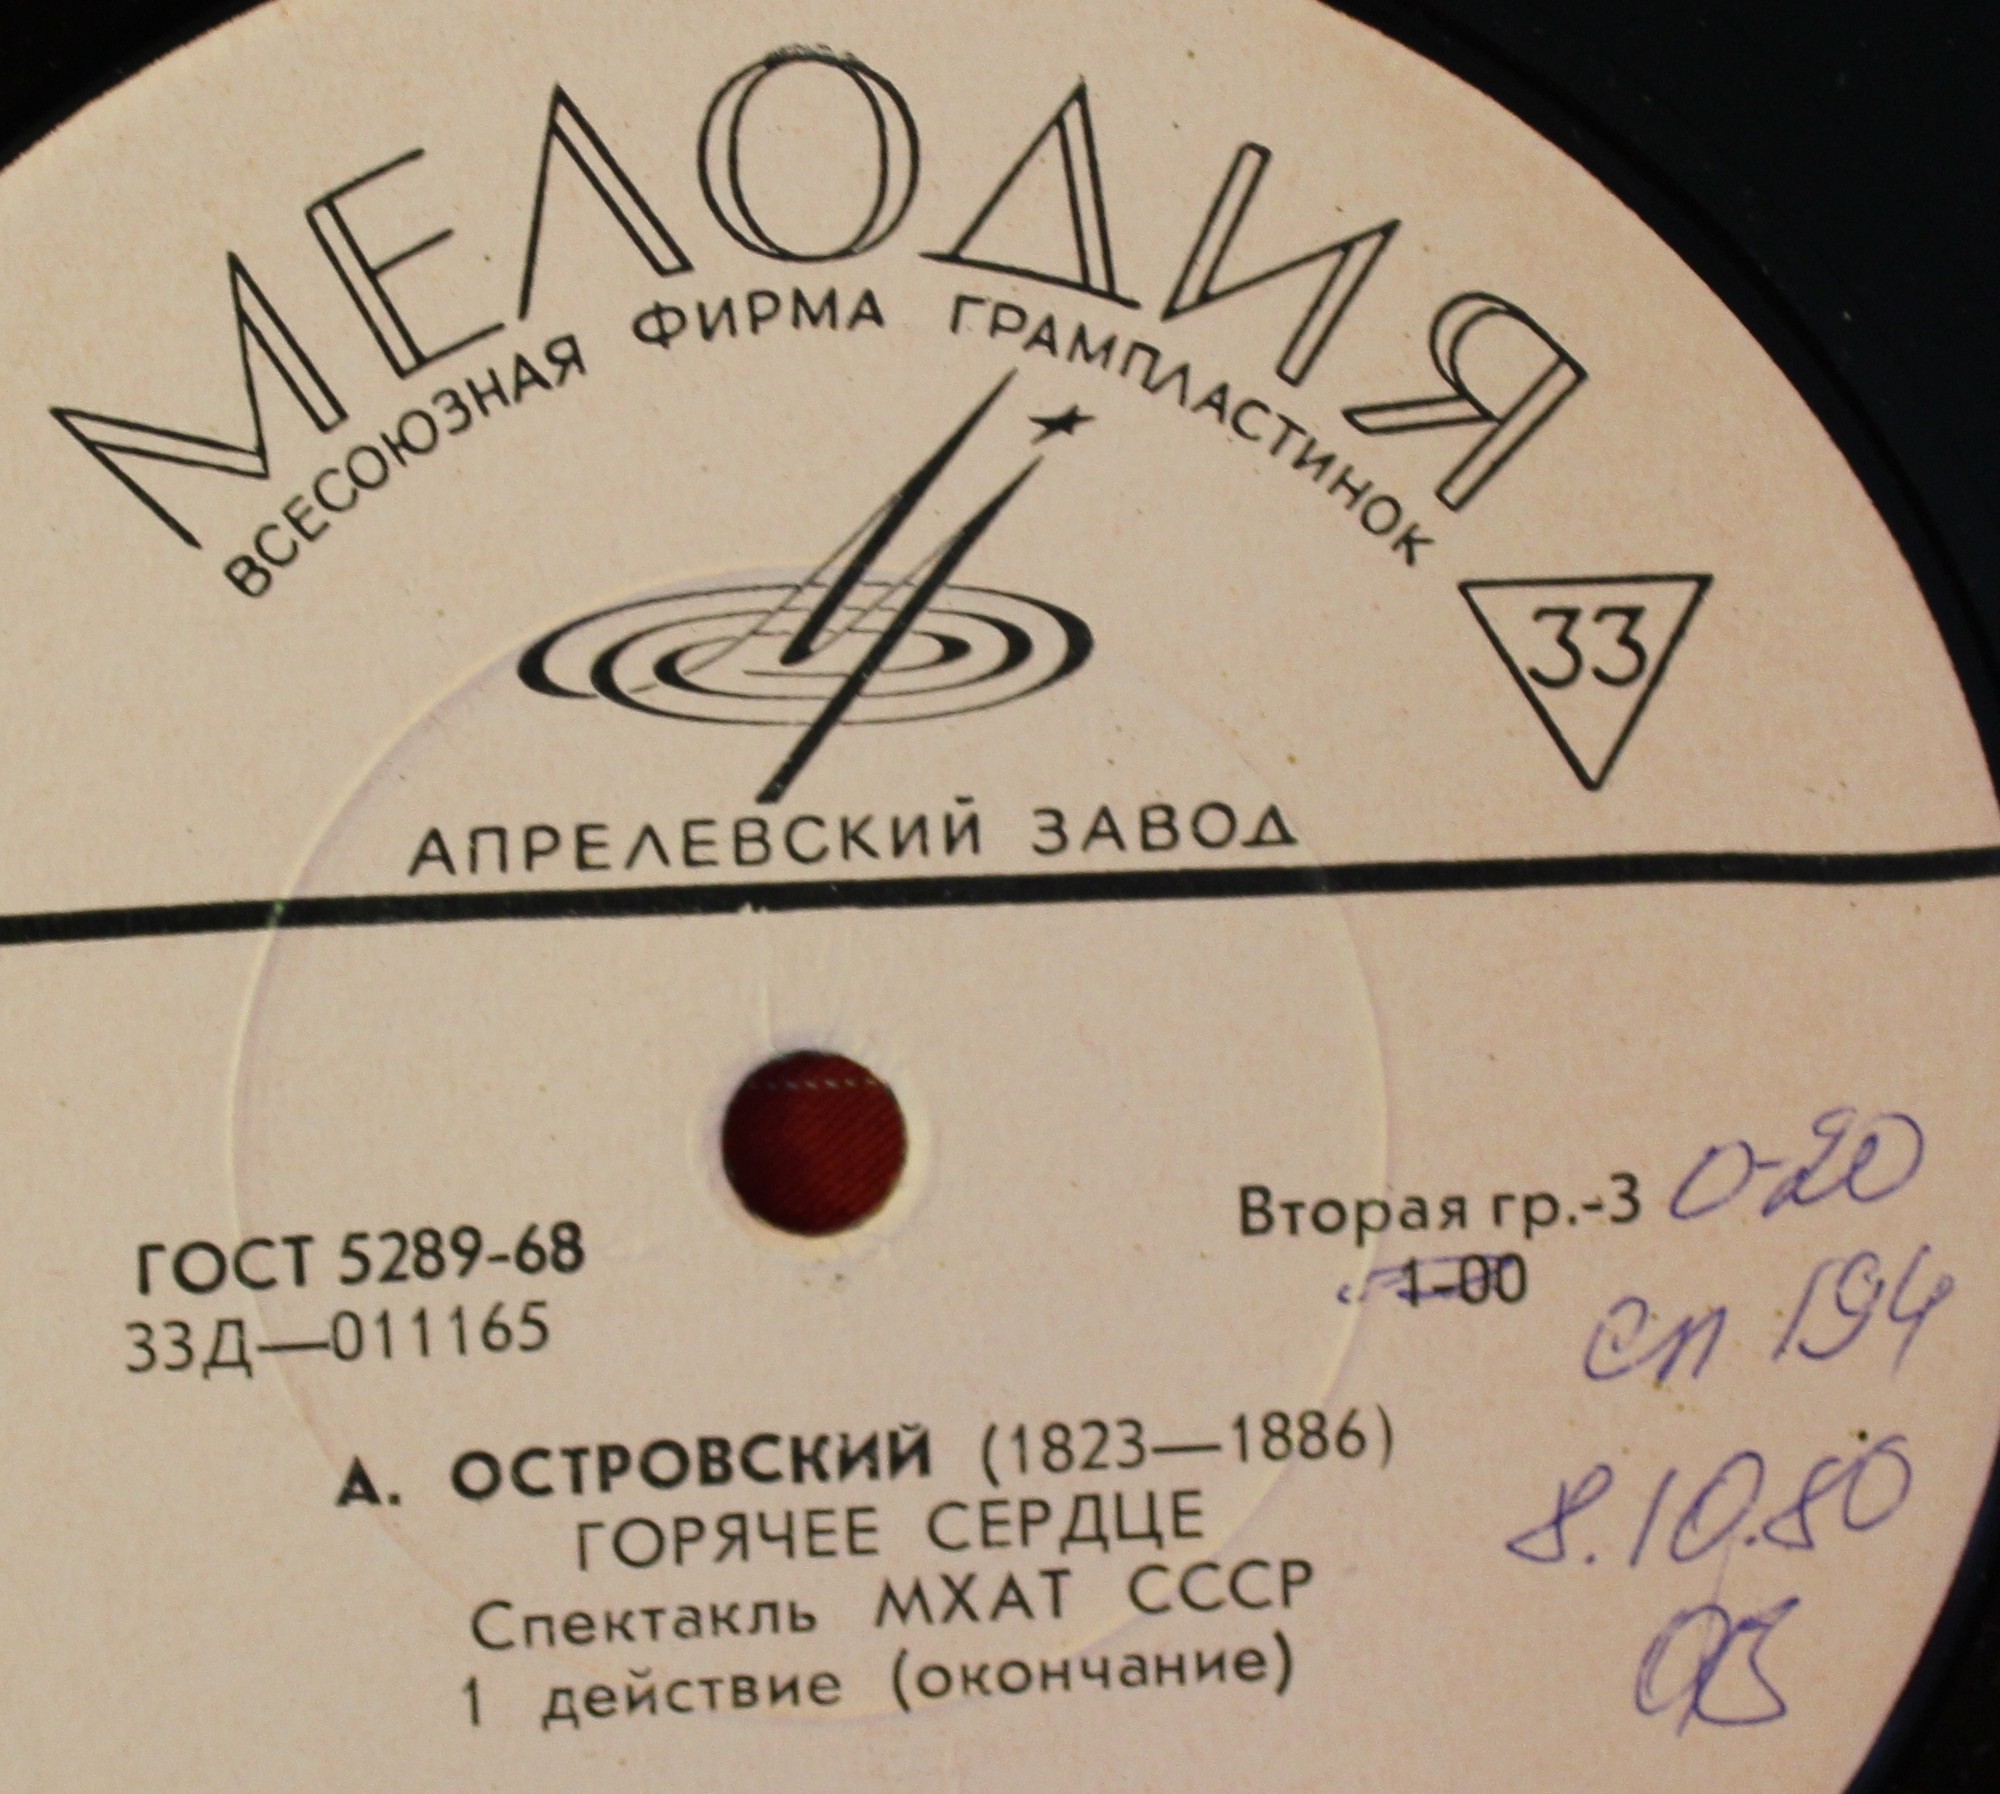 МЕЛОДИЯ
ВСЕСОЮЗНАЯ ФИРМА ГРАМПЛАСТИНОК
33
АПРЕЛЕВСКИЙ ЗАВОД
ГОСТ 5289-68
33Д—011165
Вторая гр.-3 0-20
1-00
сп 194
8.10.80
А. ОСТРОВСКИЙ (1823—1886)
ГОРЯЧЕЕ СЕРДЦЕ
Спектакль МХАТ СССР
1 действие (окончание)